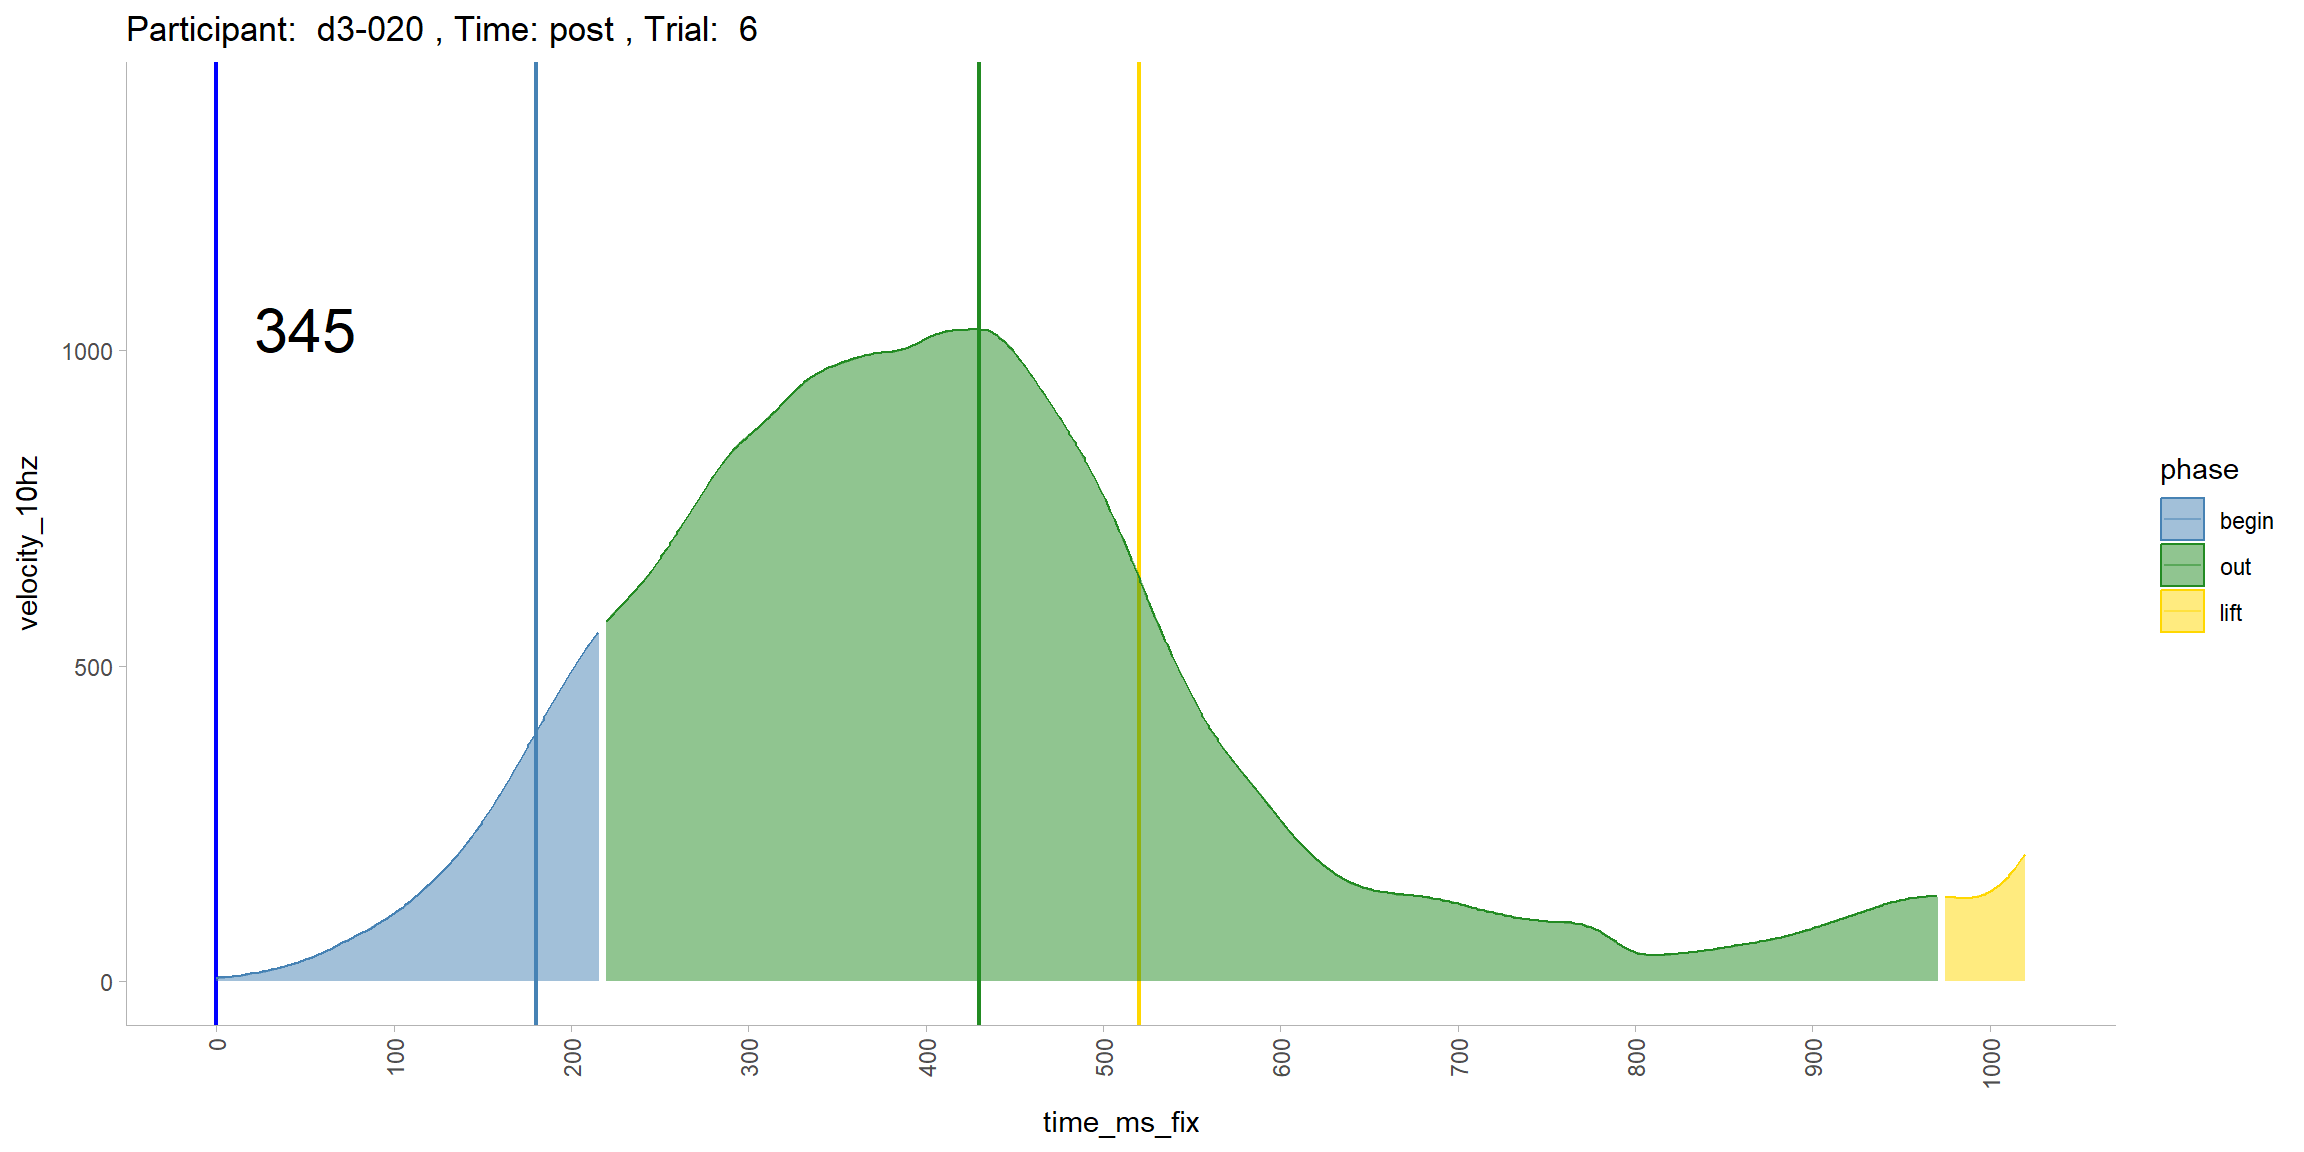 Participant:  d3-020 , Time: post , Trial:  6
345
1000
500
0
velocity_10hz
0
100
200
300
400
500
600
700
800
900
1000
time_ms_fix
phase
begin
out
lift